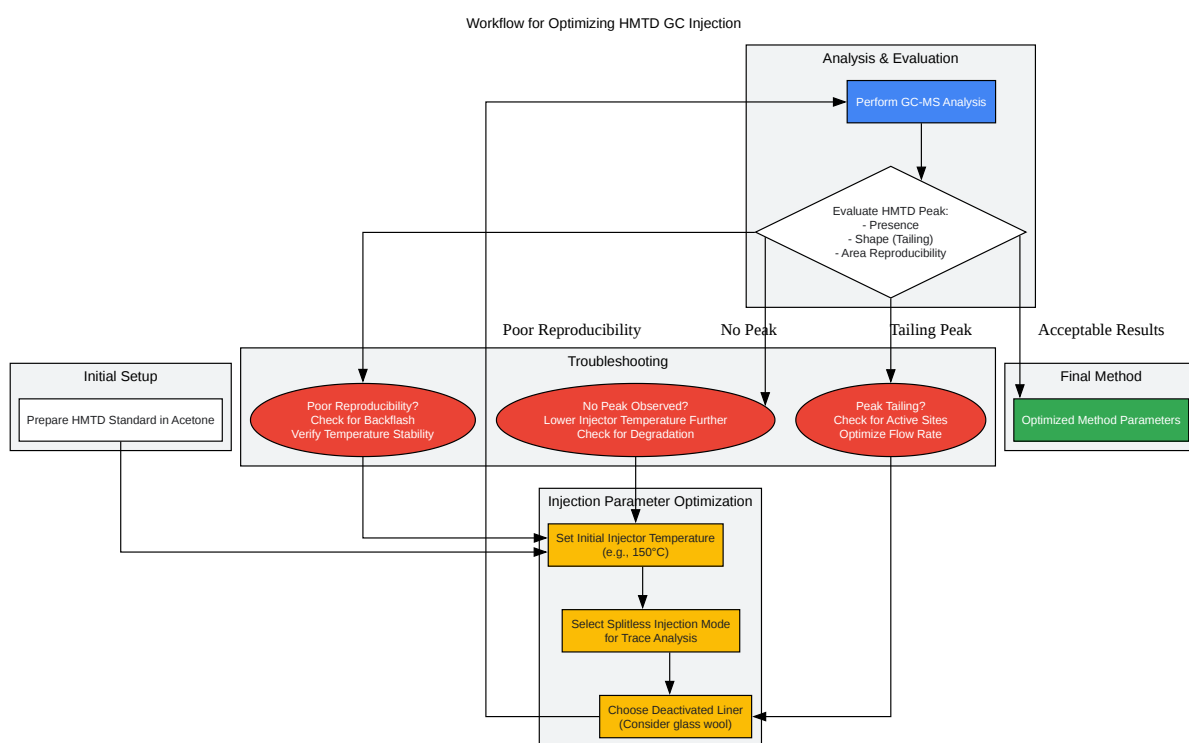 Workflow for Optimizing HMTD GC Injection
Analysis & Evaluation
Perform GC-MS Analysis
Evaluate HMTD Peak:
- Presence
- Shape (Tailing)
- Area Reproducibility
Poor Reproducibility
No Peak
Tailing Peak
Acceptable Results
Initial Setup
Prepare HMTD Standard in Acetone
Troubleshooting
Poor Reproducibility?
Check for Backflash
Verify Temperature Stability
No Peak Observed?
Lower Injector Temperature Further
Check for Degradation
Peak Tailing?
Check for Active Sites
Optimize Flow Rate
Final Method
Optimized Method Parameters
Injection Parameter Optimization
Set Initial Injector Temperature
(e.g., 150°C)
Select Splitless Injection Mode
for Trace Analysis
Choose Deactivated Liner
(Consider glass wool)